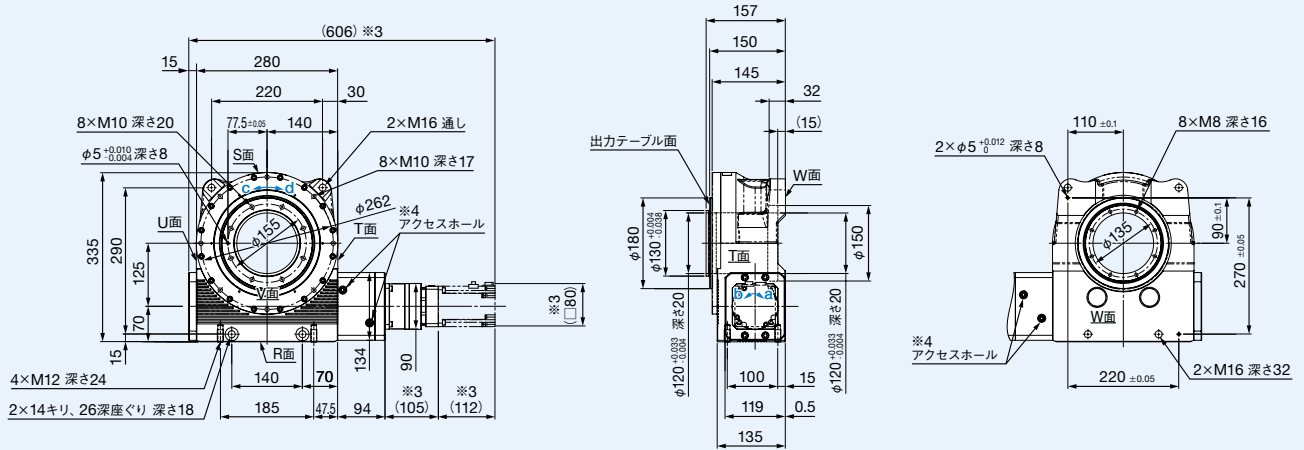 (606) ※3
15
280
220
30
77.5±0.05
140
8×M10 深さ20
2×M16 通し
φ5 +0.010 -0.004 深さ8
S面
8×M10 深さ17
c
d
φ262
※4
アクセスホール
U面
φ155
T面
335
290
125
70
15
V面
R面
※3
(□80)
134
90
4×M12 深さ24
140
70
※3
(105)
※3
(112)
2×14キリ、26深座ぐり 深さ18
185
47.5
94
157
150
145
32
(15)
出力テーブル面
W面
φ180
φ130 +0.004 -0.038
φ150
T面
b
a
φ120 +0.033 -0.004 深さ20
φ120 +0.033 -0.004 深さ20
100
15
119
0.5
135
110 ±0.1
8×M8 深さ16
2×φ5 +0.012 0 深さ8
φ135
90±0.1
270 ±0.05
W面
※4
アクセスホール
2×M16 深さ32
220 ±0.05